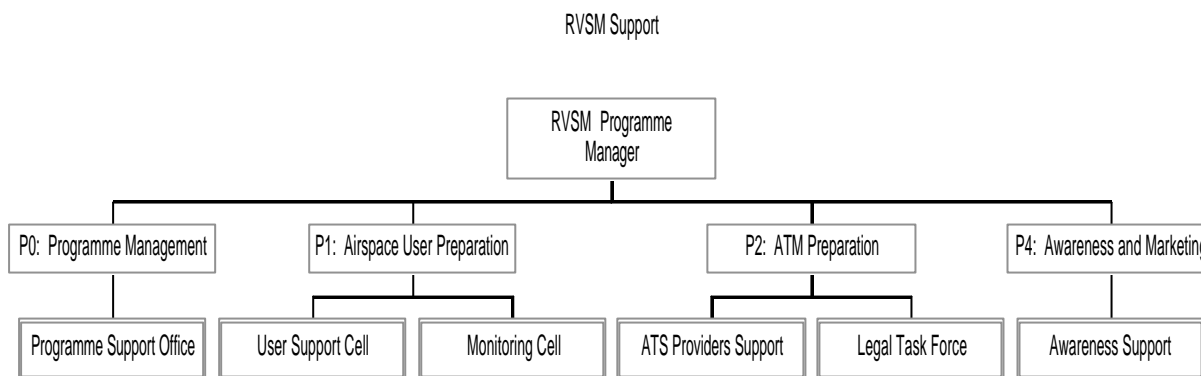 RVSM Support
RVSM Programme
Manager
P0: Programme Management
P1: Airspace User Preparation
P2: ATM Preparation
P4: Awareness and Marketing
Programme Support Office
User Support Cell
Monitoring Cell
ATS Providers Support
Legal Task Force
Awareness Support